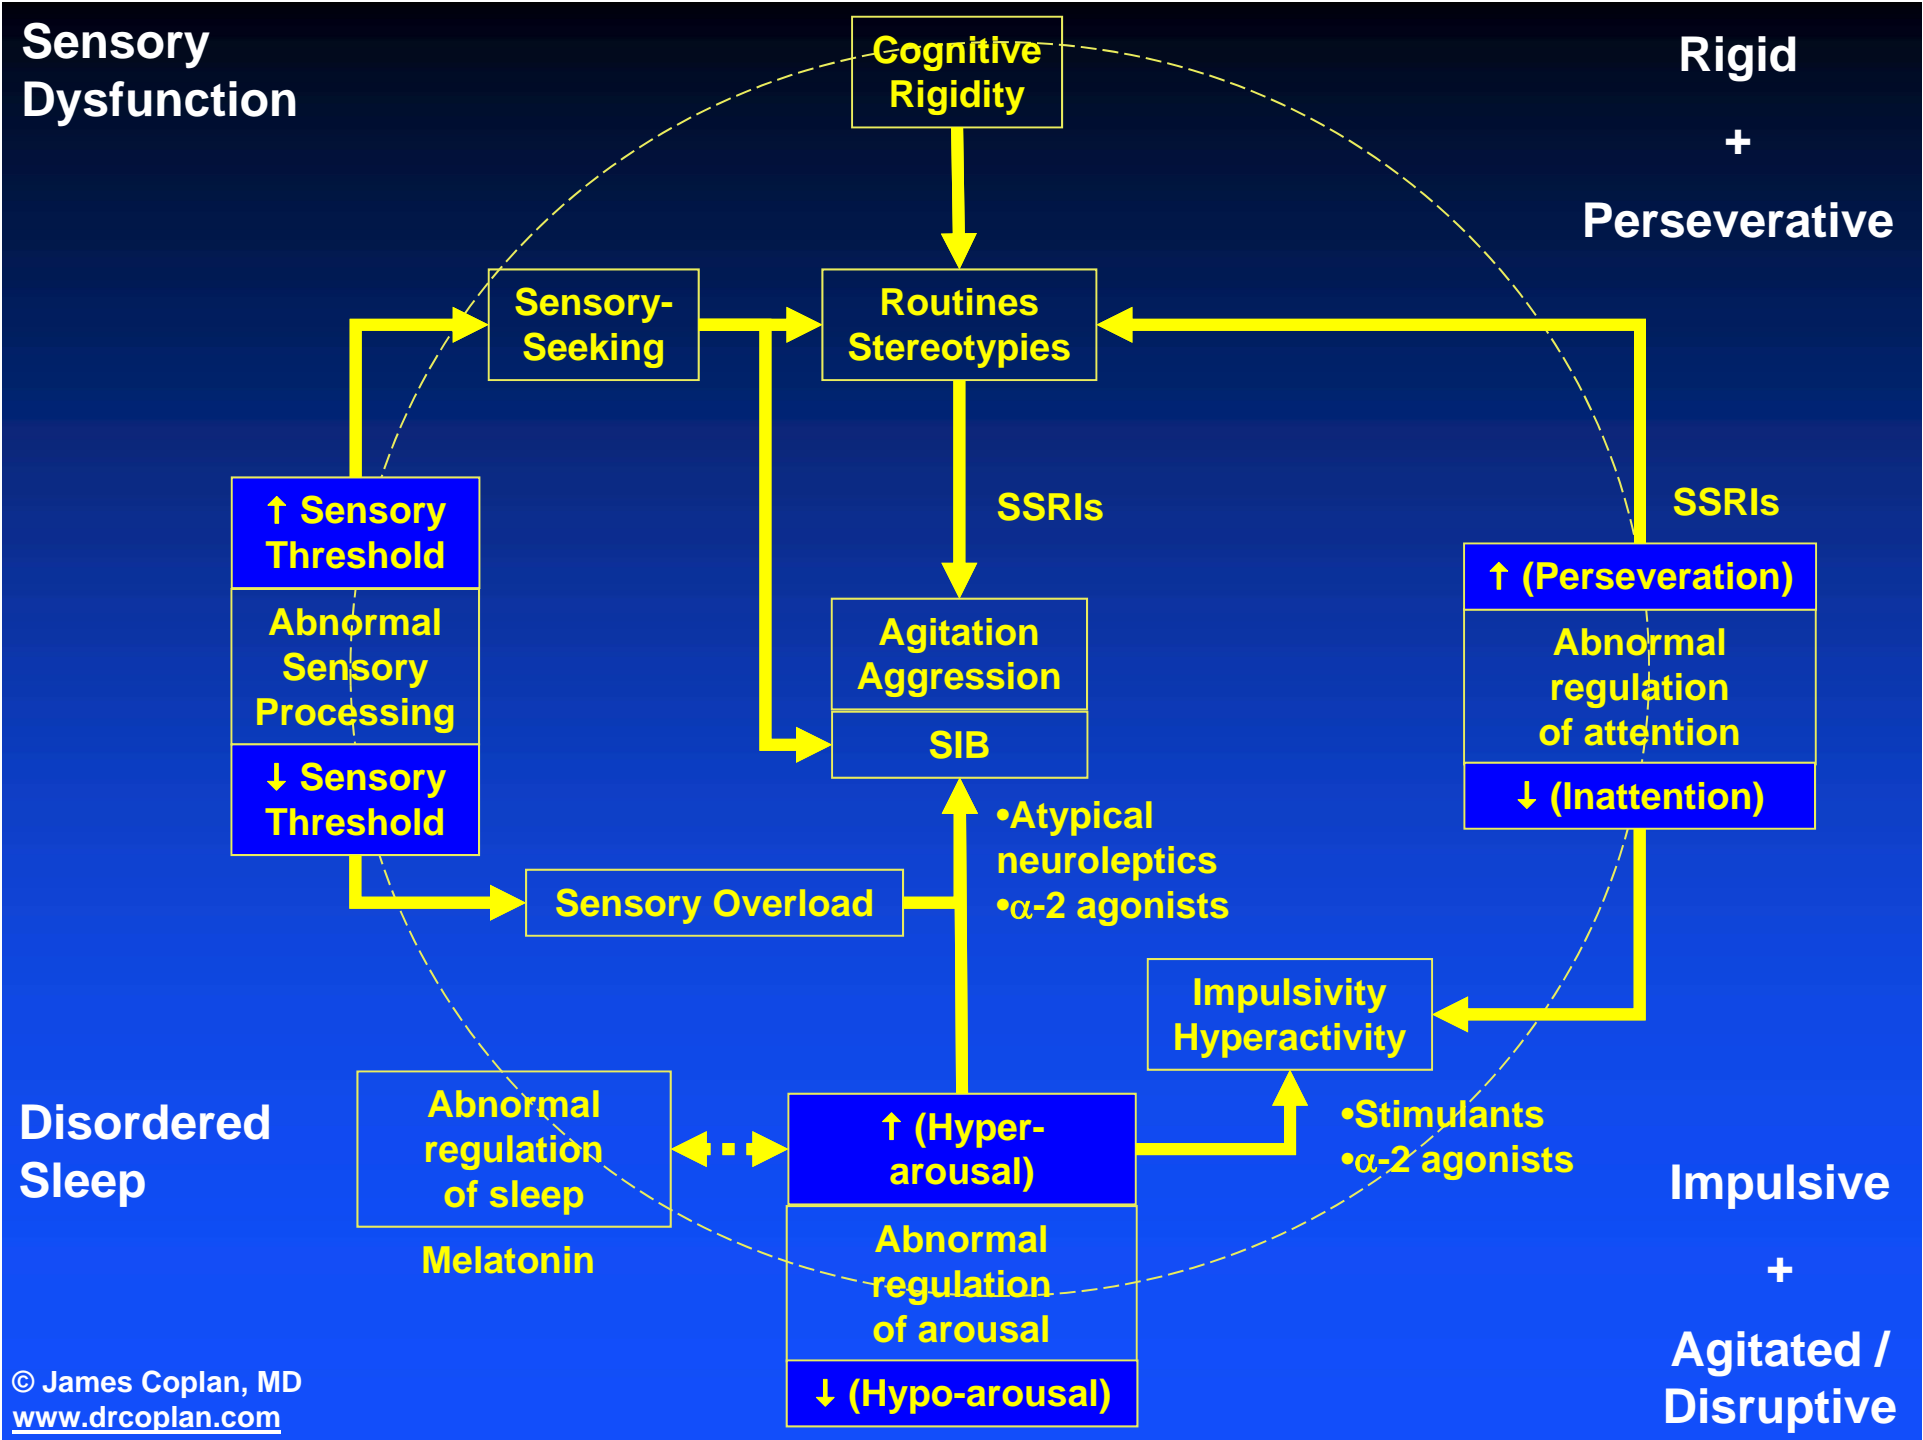 Sensory
Dysfunction
Cognitive
Rigidity
Rigid
+
Perseverative
Sensory-
Seeking
Routines
Stereotypies
↑ Sensory
Threshold
Abnormal
Sensory
Processing
↓ Sensory
Threshold
SSRIs
SSRIs
↑ (Perseveration)
Abnormal
regulation
of attention
↓ (Inattention)
Agitation
Aggression
SIB
•Atypical
neuroleptics
•α-2 agonists
Sensory Overload
Impulsivity
Hyperactivity
Disordered
Sleep
Abnormal
regulation
of sleep
Melatonin
↑ (Hyper-
arousal)
Abnormal
regulation
of arousal
↓ (Hypo-arousal)
•Stimulants
•α-2 agonists
Impulsive
+
Agitated /
Disruptive
© James Coplan, MD
www.drcoplan.com